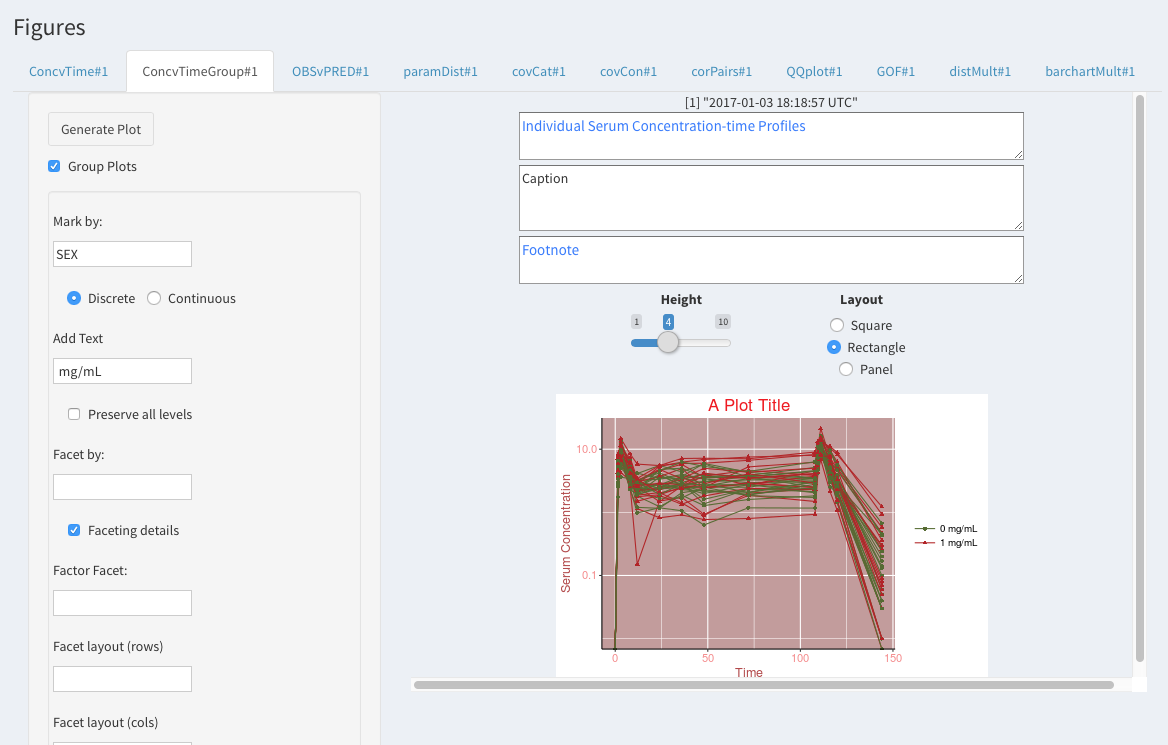 Figures
ConcvTime#1 ConcvTimeGroup#1 OBSvPRED#1 paramDist#1 covCat#1 covCon#1 corPairs#1 QQplot#1 GOF#1 distMult#1 barchartMult#1
Generate Plot
Group Plots
Mark by:
SEX
Discrete Continuous
Add Text
mg/mL
Preserve all levels
Facet by:
Faceting details
Factor Facet:
Facet layout (rows)
Facet layout (cols)
[1] "2017-01-03 18:18:57 UTC"
Individual Serum Concentration-time Profiles
Caption
Footnote
Height
1 4 10
Layout
Square
Rectangle
Panel
A Plot Title
Serum Concentration
10.0
0.1
0 50 100 150
Time
0 mg/mL
1 mg/mL